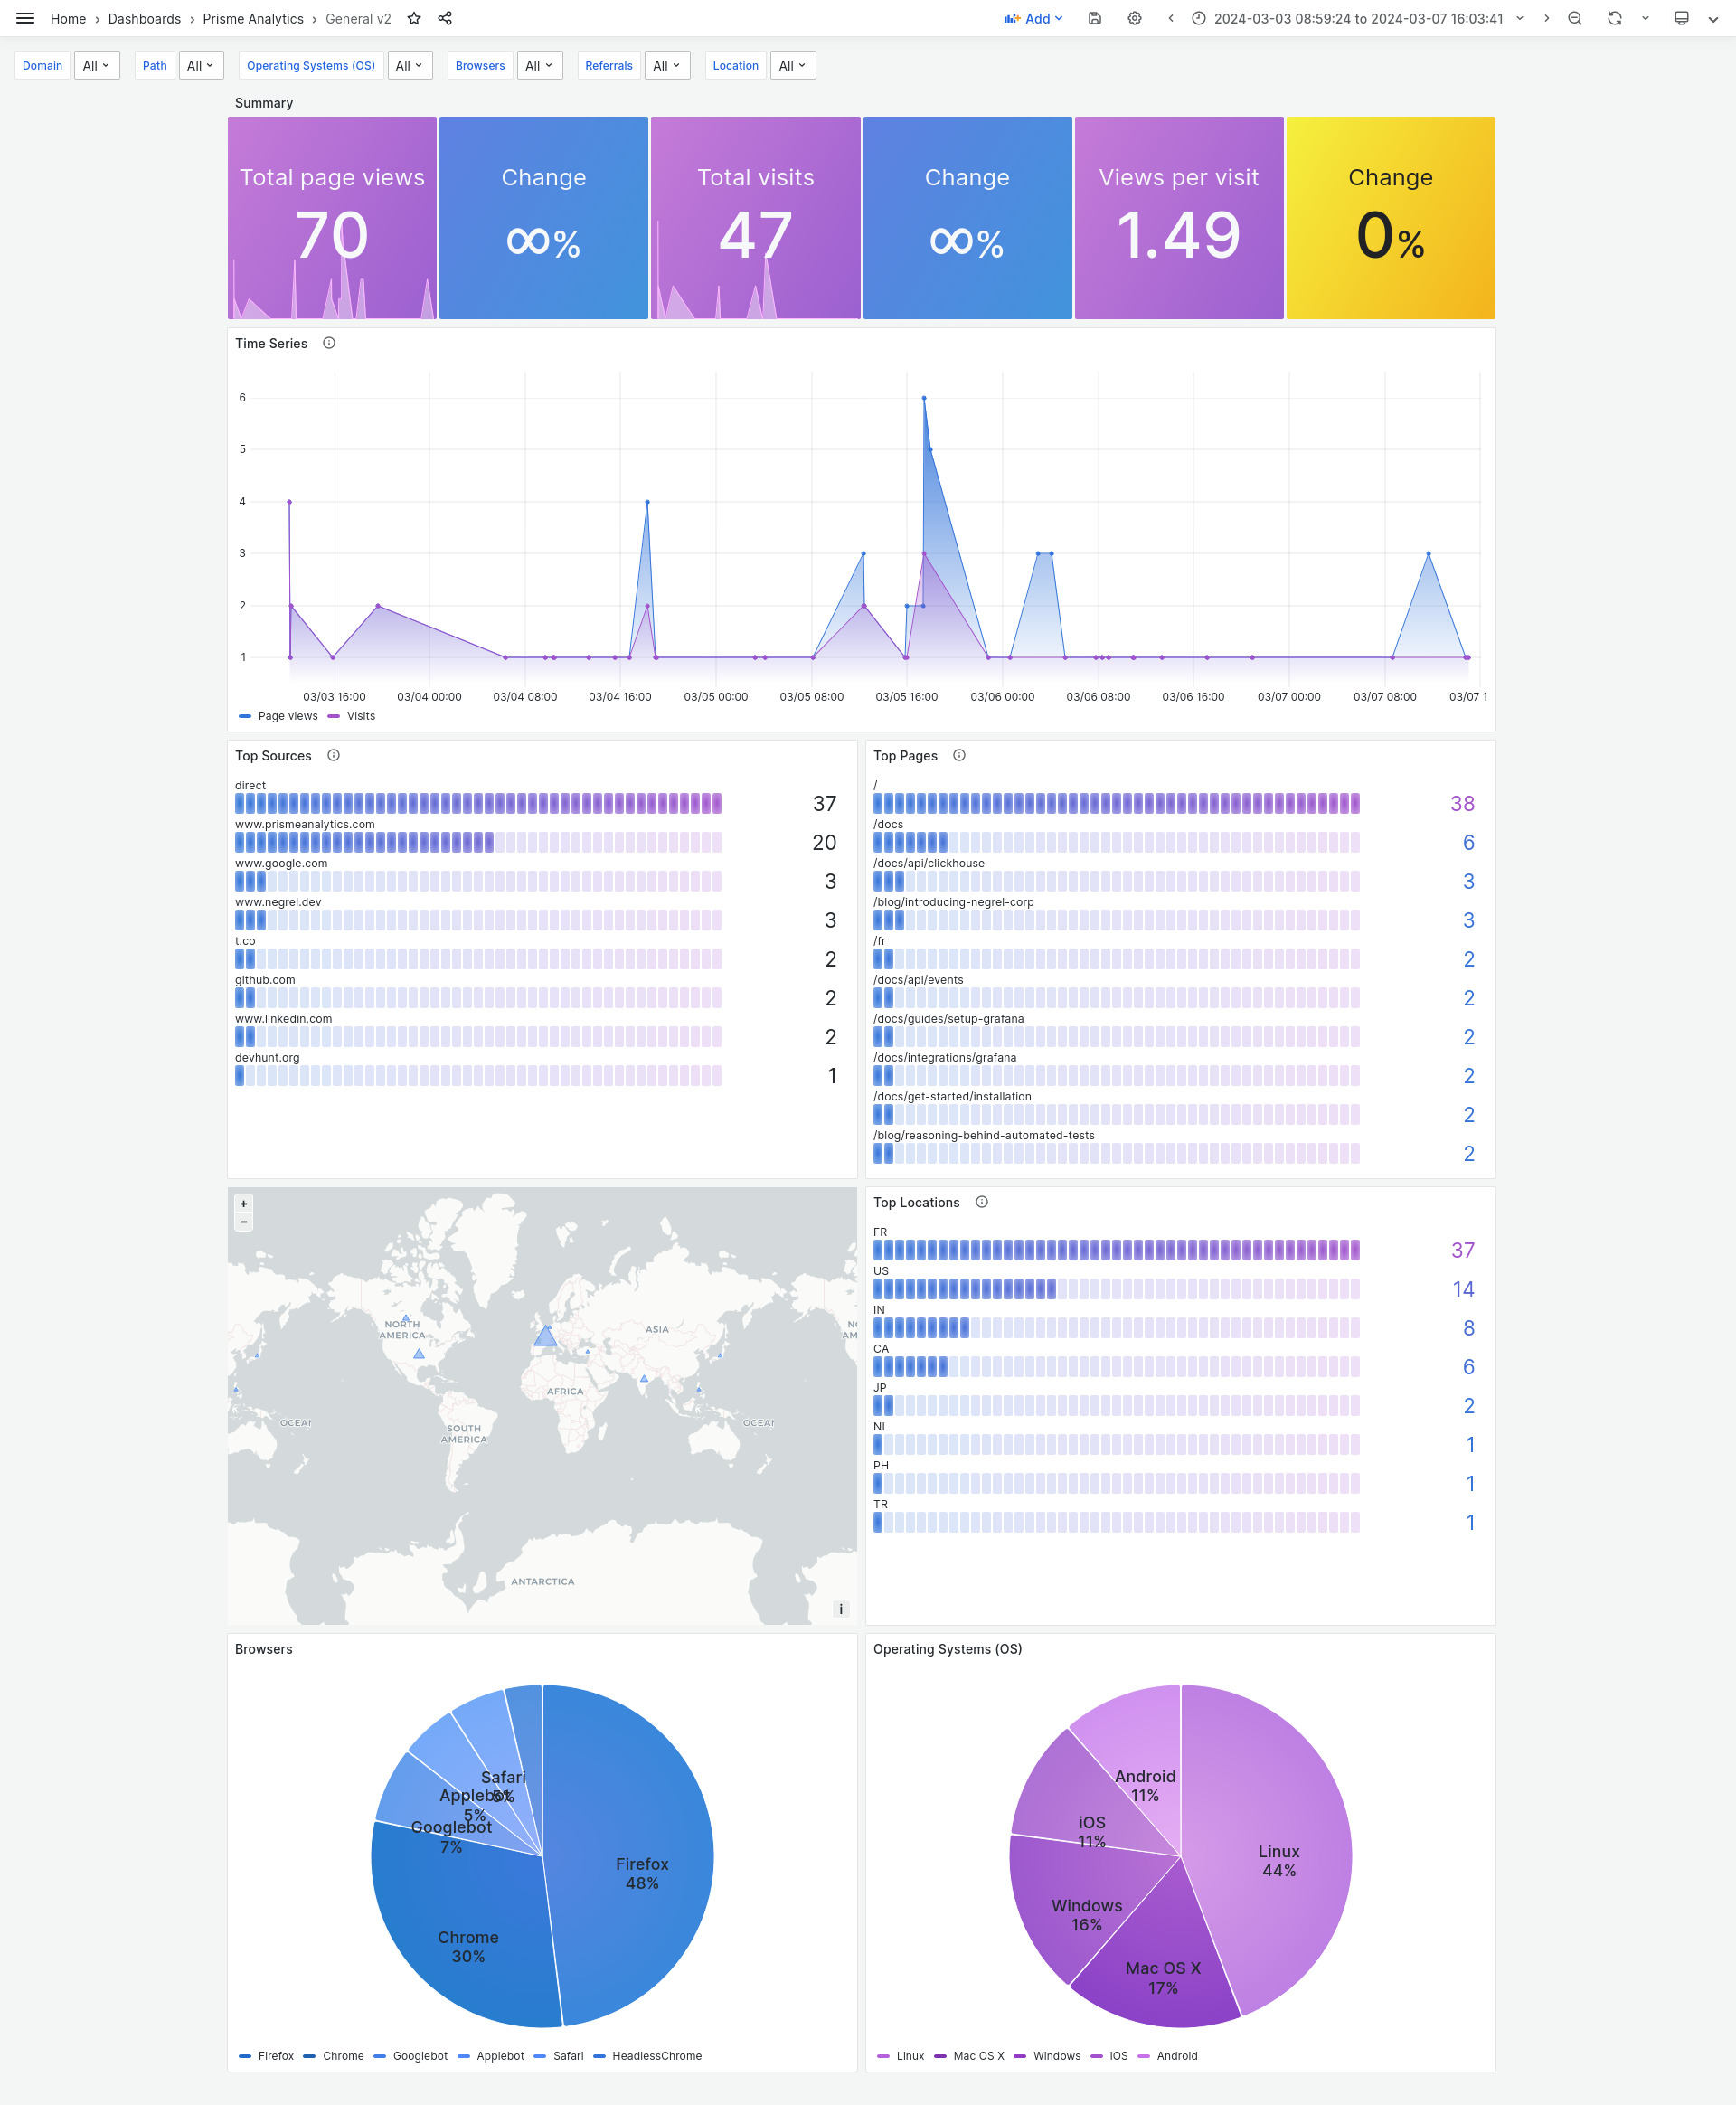 Home › Dashboards › Prisme Analytics › General v2
Add
2024-03-03 08:59:24 to 2024-03-07 16:03:41
Domain All Path All Operating Systems (OS) All Browsers All Referrals All Location All
Summary
Total page views
70
Change
∞%
Total visits
47
Change
∞%
Views per visit
1.49
Change
0%
Time Series
6
5
4
3
2
1
03/03 16:00 03/04 00:00 03/04 08:00 03/04 16:00 03/05 00:00 03/05 08:00 03/05 16:00 03/06 00:00 03/06 08:00 03/06 16:00 03/07 00:00 03/07 08:00 03/07 1
Page views Visits
Top Sources
direct
37
www.prismeanalytics.com
20
www.google.com
3
www.negrel.dev
3
t.co
2
github.com
2
www.linkedin.com
2
devhunt.org
1
Top Pages
/
38
/docs
6
/docs/api/clickhouse
3
/blog/introducing-negrel-corp
3
/fr
2
/docs/api/events
2
/docs/guides/setup-grafana
2
/docs/integrations/grafana
2
/docs/get-started/installation
2
/blog/reasoning-behind-automated-tests
2
+
−
NORTH
AMERICA
ASIA
NO
AM
AFRICA
OCEAN
SOUTH
AMERICA
OCEAN
ANTARCTICA
i
Top Locations
FR
37
US
14
IN
8
CA
6
JP
2
NL
1
PH
1
TR
1
Browsers
Safari
5%
Applebot
5%
Googlebot
7%
Firefox
48%
Chrome
30%
Firefox Chrome Googlebot Applebot Safari HeadlessChrome
Operating Systems (OS)
Android
11%
iOS
11%
Linux
44%
Windows
16%
Mac OS X
17%
Linux Mac OS X Windows iOS Android